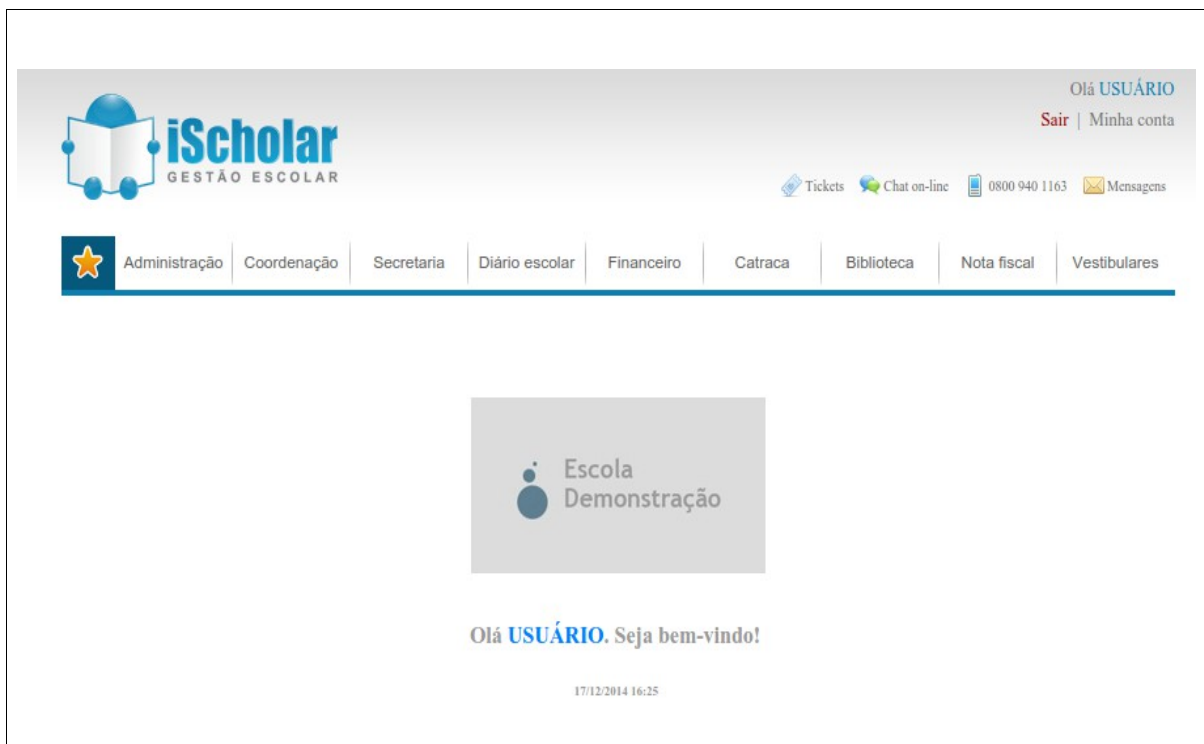 Olá USUÁRIO
Sair | Minha conta
iScholar
GESTÃO ESCOLAR
Tickets Chat on-line 0800 940 1163 Mensagens
Administração Coordenação Secretaria Diário escolar Financeiro Catraca Biblioteca Nota fiscal Vestibulares
Escola
Demonstração
Olá USUÁRIO. Seja bem-vindo!
17/12/2014 16:25